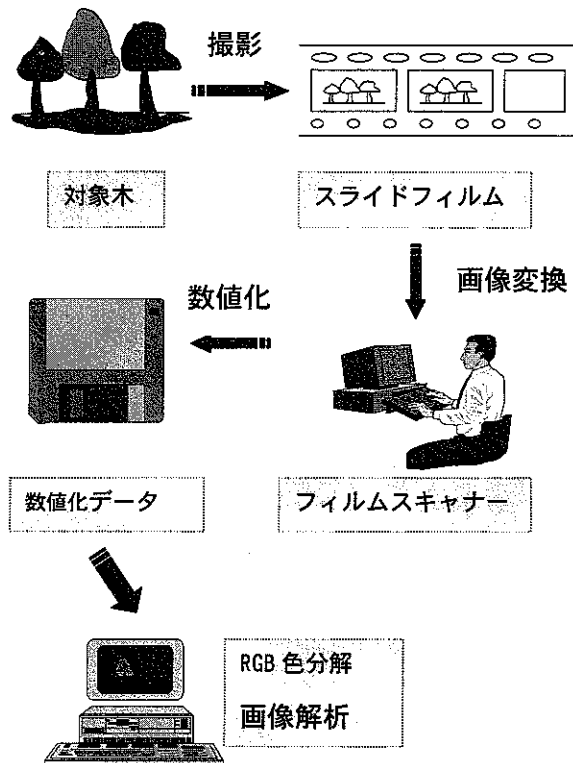 撮影
対象木
スライドフィルム
画像変換
数値化
数値化データ
フィルムスキャナー
RGB 色分解
画像解析